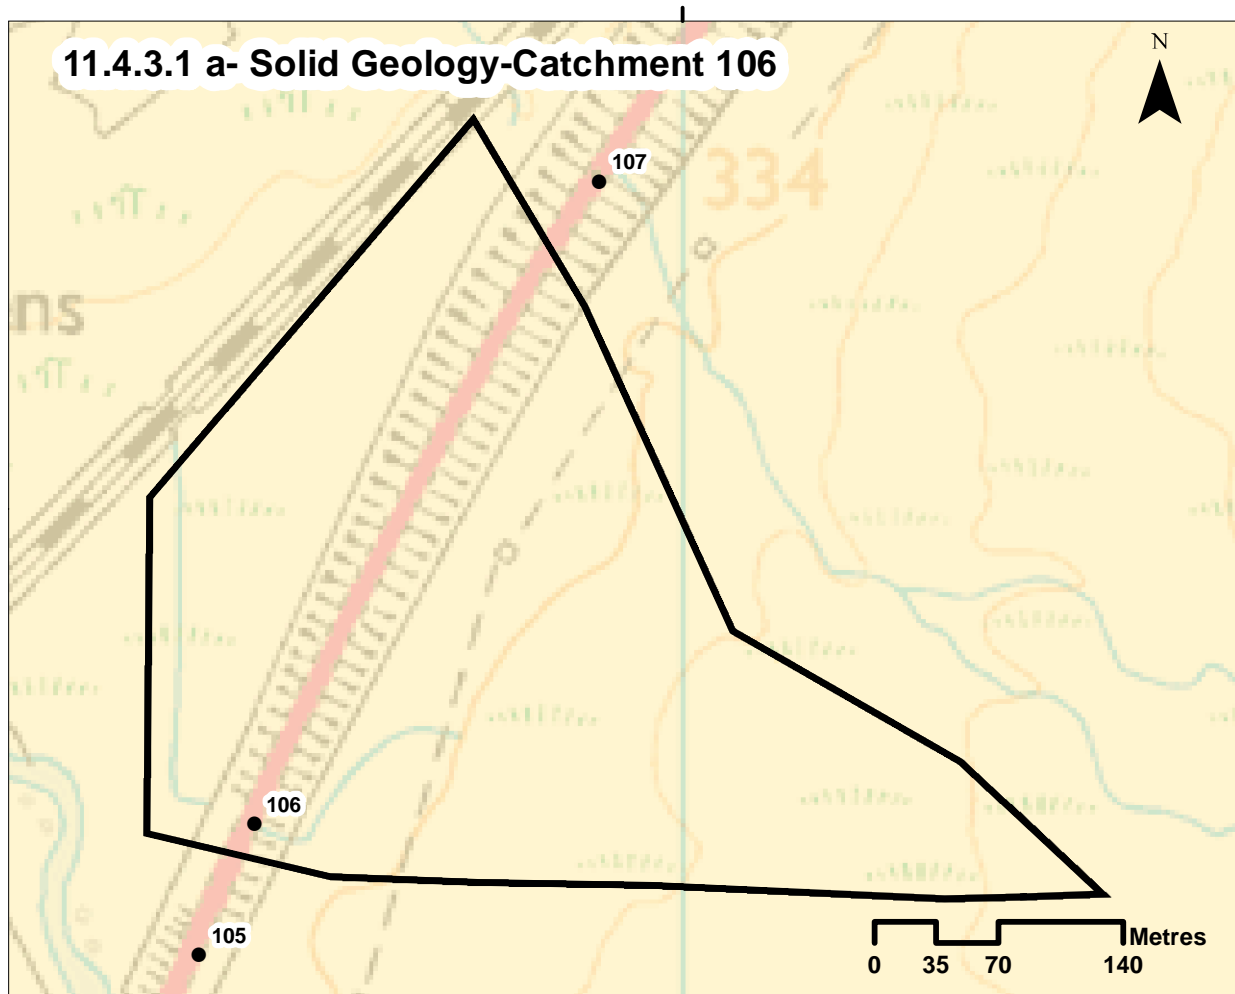 11.4.3.1 a- Solid Geology-Catchment 106
N
107
334
ns
106
105
Metres
0 35 70 140